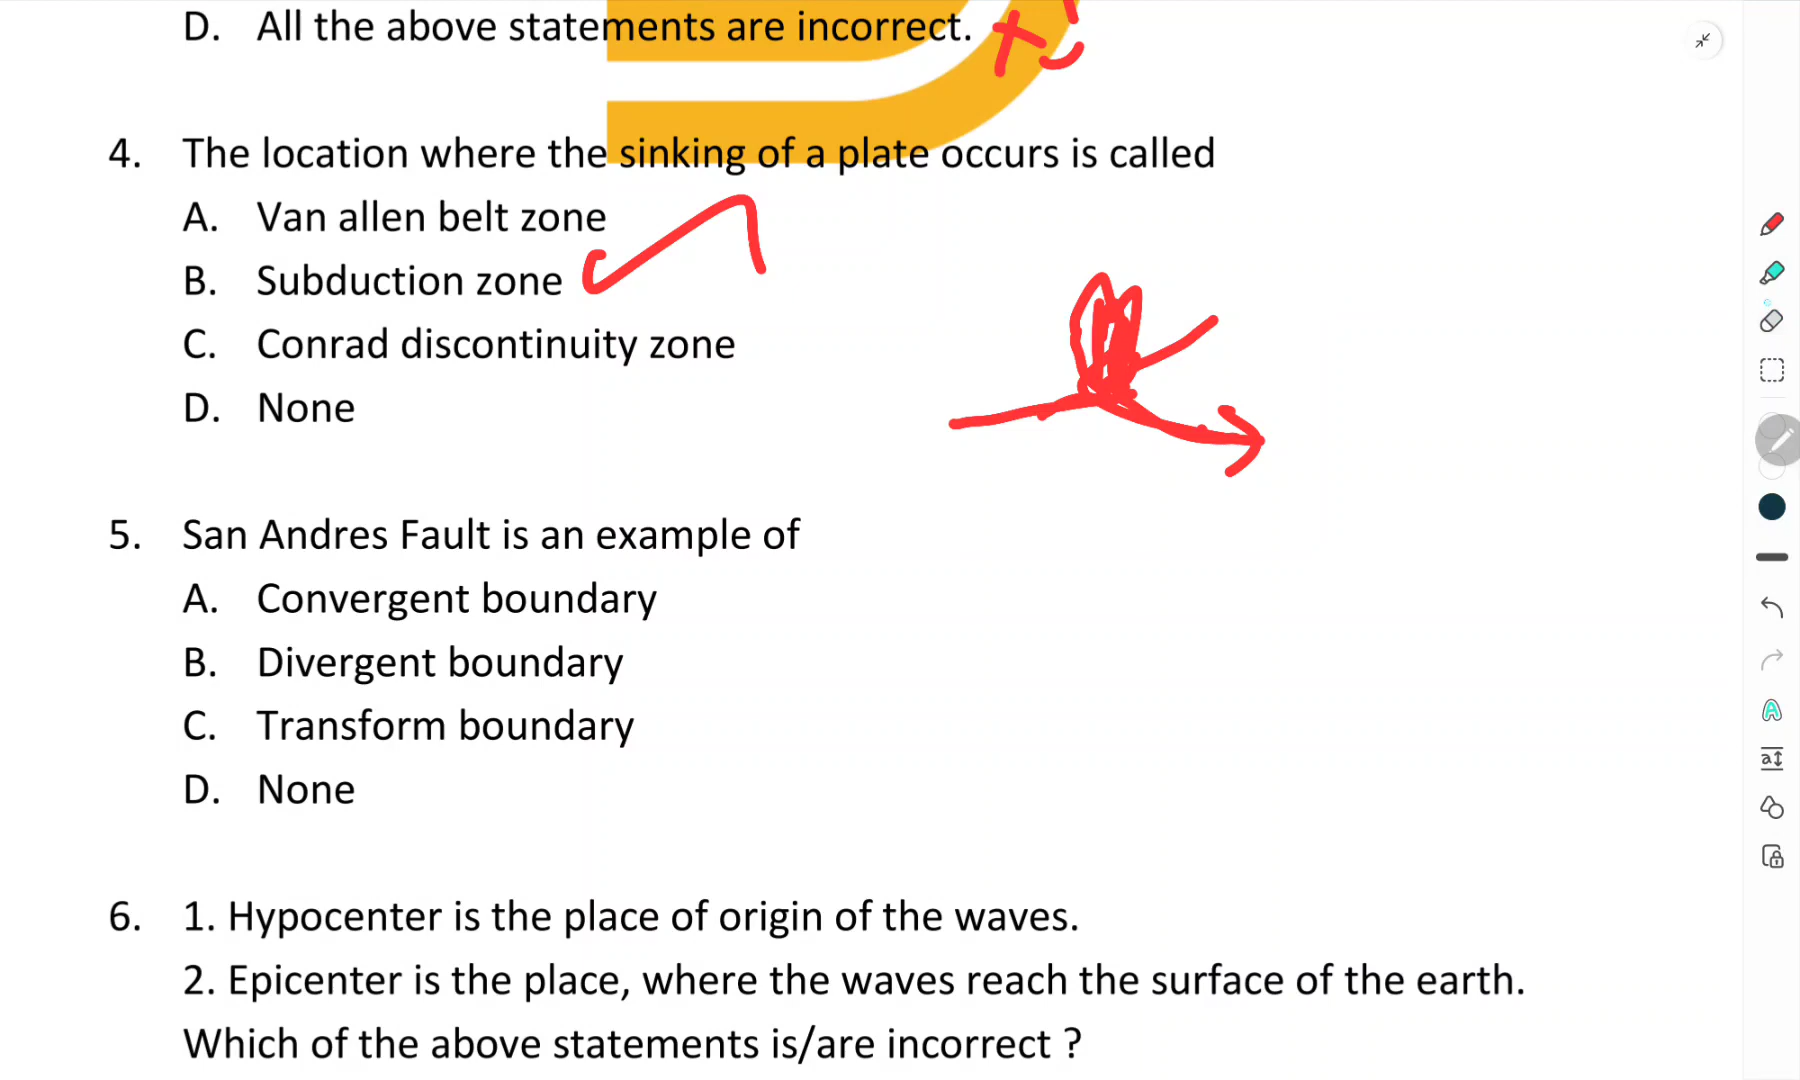 D. All the above statements are incorrect.
4. The location where the sinking of a plate occurs is called
A. Van allen belt zone
B. Subduction zone
C. Conrad discontinuity zone
D. None
5. San Andres Fault is an example of
A. Convergent boundary
B. Divergent boundary
C. Transform boundary
D. None
6. 1. Hypocenter is the place of origin of the waves.
2. Epicenter is the place, where the waves reach the surface of the earth.
Which of the above statements is/are incorrect ?